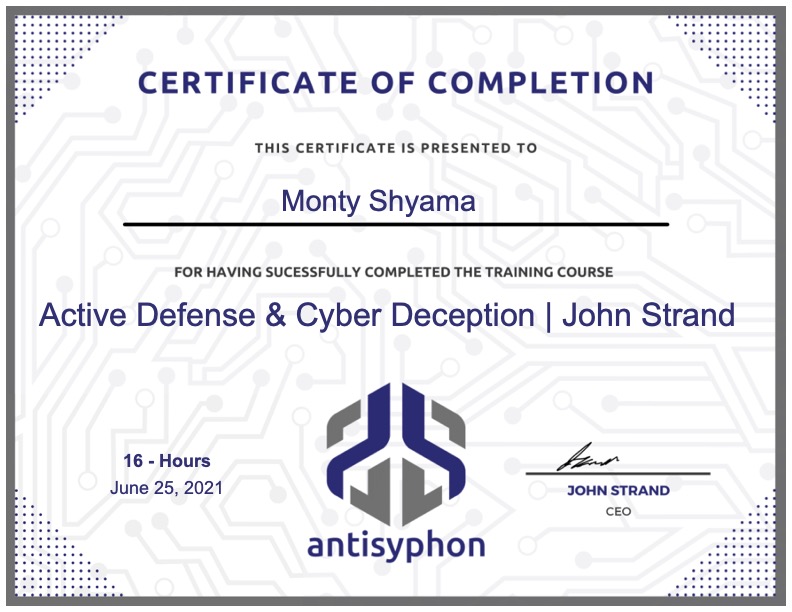 CERTIFICATE OF COMPLETION
THIS CERTIFICATE IS PRESENTED TO
Monty Shyama
FOR HAVING SUCESSFULLY COMPLETED THE TRAINING COURSE
Active Defense & Cyber Deception | John Strand
16 - Hours
June 25, 2021
JOHN STRAND
CEO
antisyphon